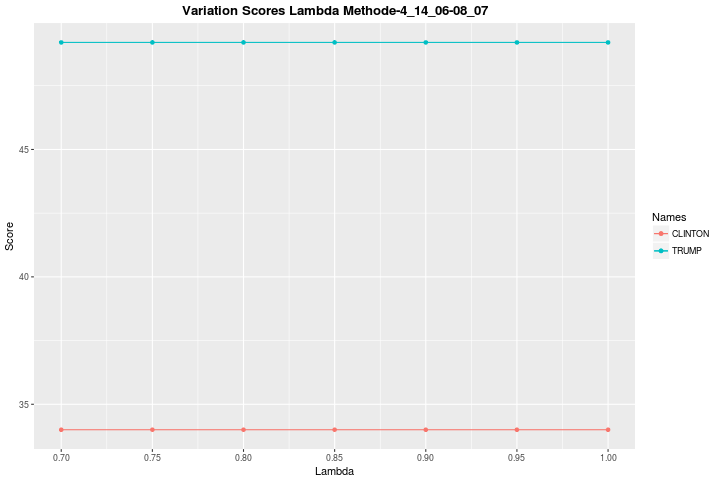 Variation Scores Lambda Methode-4_14_06-08_07
45
40
35
Score
0.70 0.75 0.80 0.85 0.90 0.95 1.00
Lambda
Names
CLINTON
TRUMP